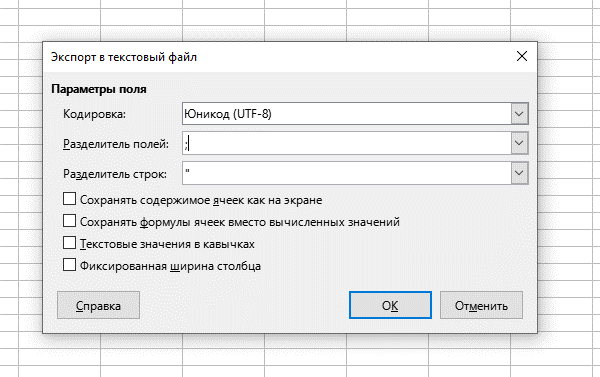 Экспорт в текстовый файл
Параметры поля
Кодировка: Юникод (UTF-8)
Разделитель полей: ;
Разделитель строк: "
Сохранять содержимое ячеек как на экране
Сохранять формулы ячеек вместо вычисленных значений
Текстовые значения в кавычках
Фиксированная ширина столбца
Справка OK Отменить